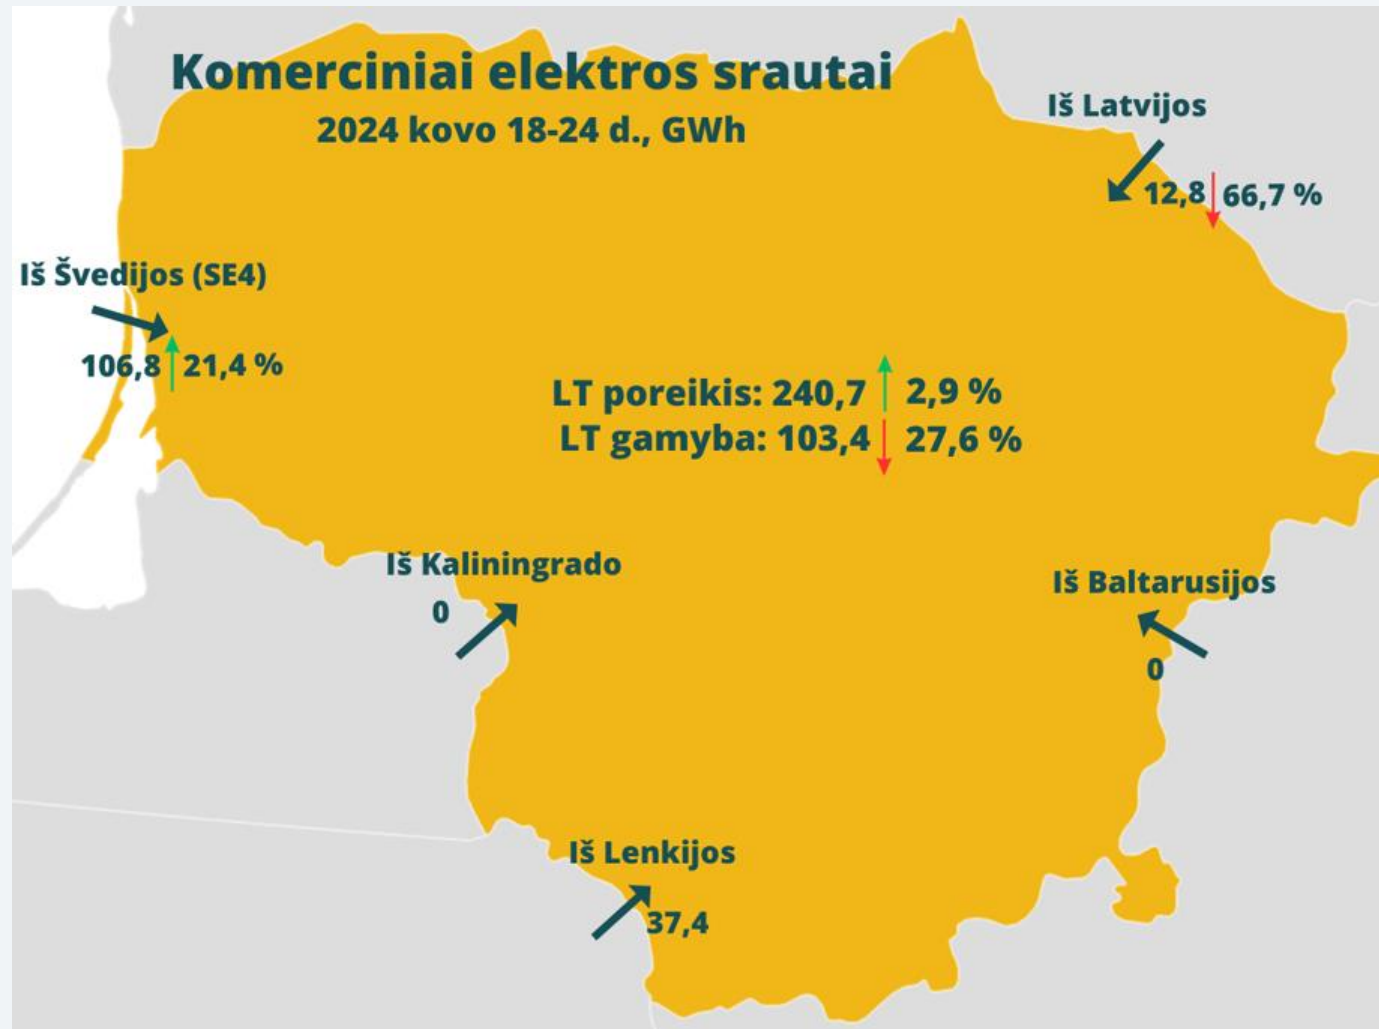 Komerciniai elektros srautai
2024 kovo 18-24 d., GWh
Iš Latvijos
12,8 66,7 %
Iš Švedijos (SE4)
106,8 21,4 %
LT poreikis: 240,7 2,9 %
LT gamyba: 103,4 27,6 %
Iš Kaliningrado
0
Iš Baltarusijos
0
Iš Lenkijos
37,4